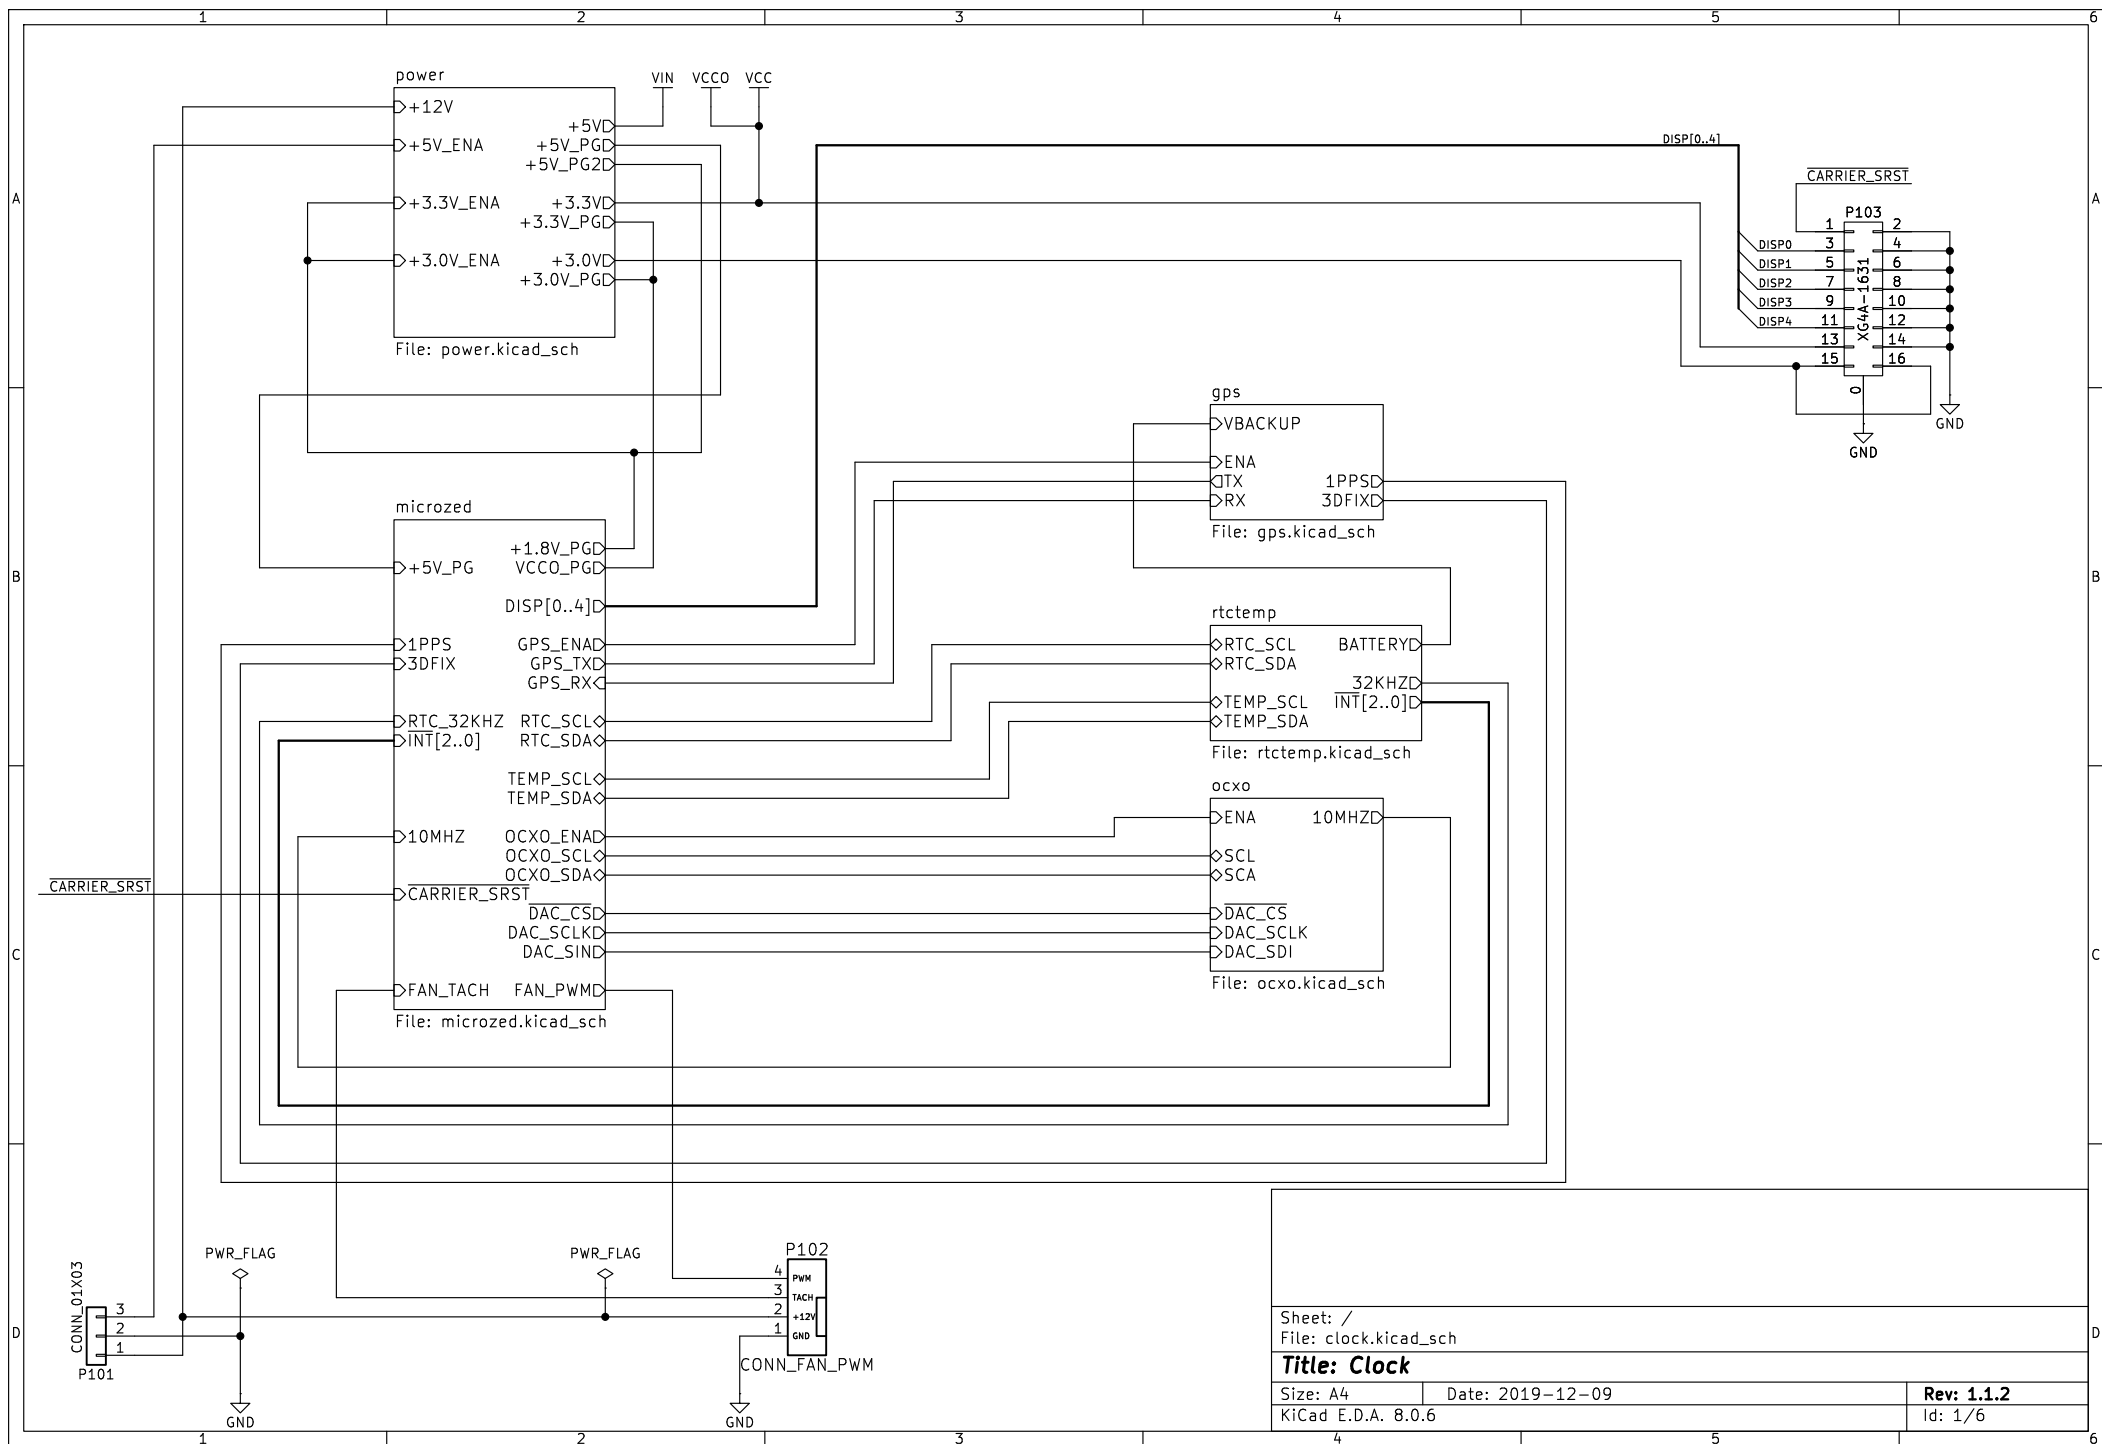 1 2 3 4 5 6
A
B
C
D
A
B
C
D
power
+12V
+5V_ENA
+3.3V_ENA
+3.0V_ENA
+5V
+5V_PG
+5V_PG2
+3.3V
+3.3V_PG
+3.0V
+3.0V_PG
File: power.kicad_sch
VIN VCCO VCC
DISP[0..4]
CARRIER_SRST
P103
XG4A-1631
1 2
DISP0 3 4
DISP1 5 6
DISP2 7 8
DISP3 9 10
DISP4 11 12
13 14
15 16
0
GND
GND
gps
VBACKUP
ENA
TX
RX
1PPS
3DFIX
File: gps.kicad_sch
microzed
+5V_PG
1PPS
3DFIX
RTC_32KHZ
INT[2..0]
10MHZ
CARRIER_SRST
FAN_TACH
+1.8V_PG
VCCO_PG
DISP[0..4]
GPS_ENA
GPS_TX
GPS_RX
RTC_SCL
RTC_SDA
TEMP_SCL
TEMP_SDA
OCXO_ENA
OCXO_SCL
OCXO_SDA
DAC_CS
DAC_SCLK
DAC_SIN
FAN_PWM
File: microzed.kicad_sch
CARRIER_SRST
rtctemp
RTC_SCL
RTC_SDA
TEMP_SCL
TEMP_SDA
BATTERY
32KHZ
INT[2..0]
File: rtctemp.kicad_sch
ocxo
ENA
SCL
SCA
DAC_CS
DAC_SCLK
DAC_SDI
10MHZ
File: ocxo.kicad_sch
PWR_FLAG
PWR_FLAG
CONN_01X03
3
2
1
P101
GND
P102
4 PWM
3 TACH
2 +12V
1 GND
CONN_FAN_PWM
GND
Sheet: /
File: clock.kicad_sch
Title: Clock
Size: A4 Date: 2019-12-09 Rev: 1.1.2
KiCad E.D.A. 8.0.6 Id: 1/6
1 2 3 4 5 6